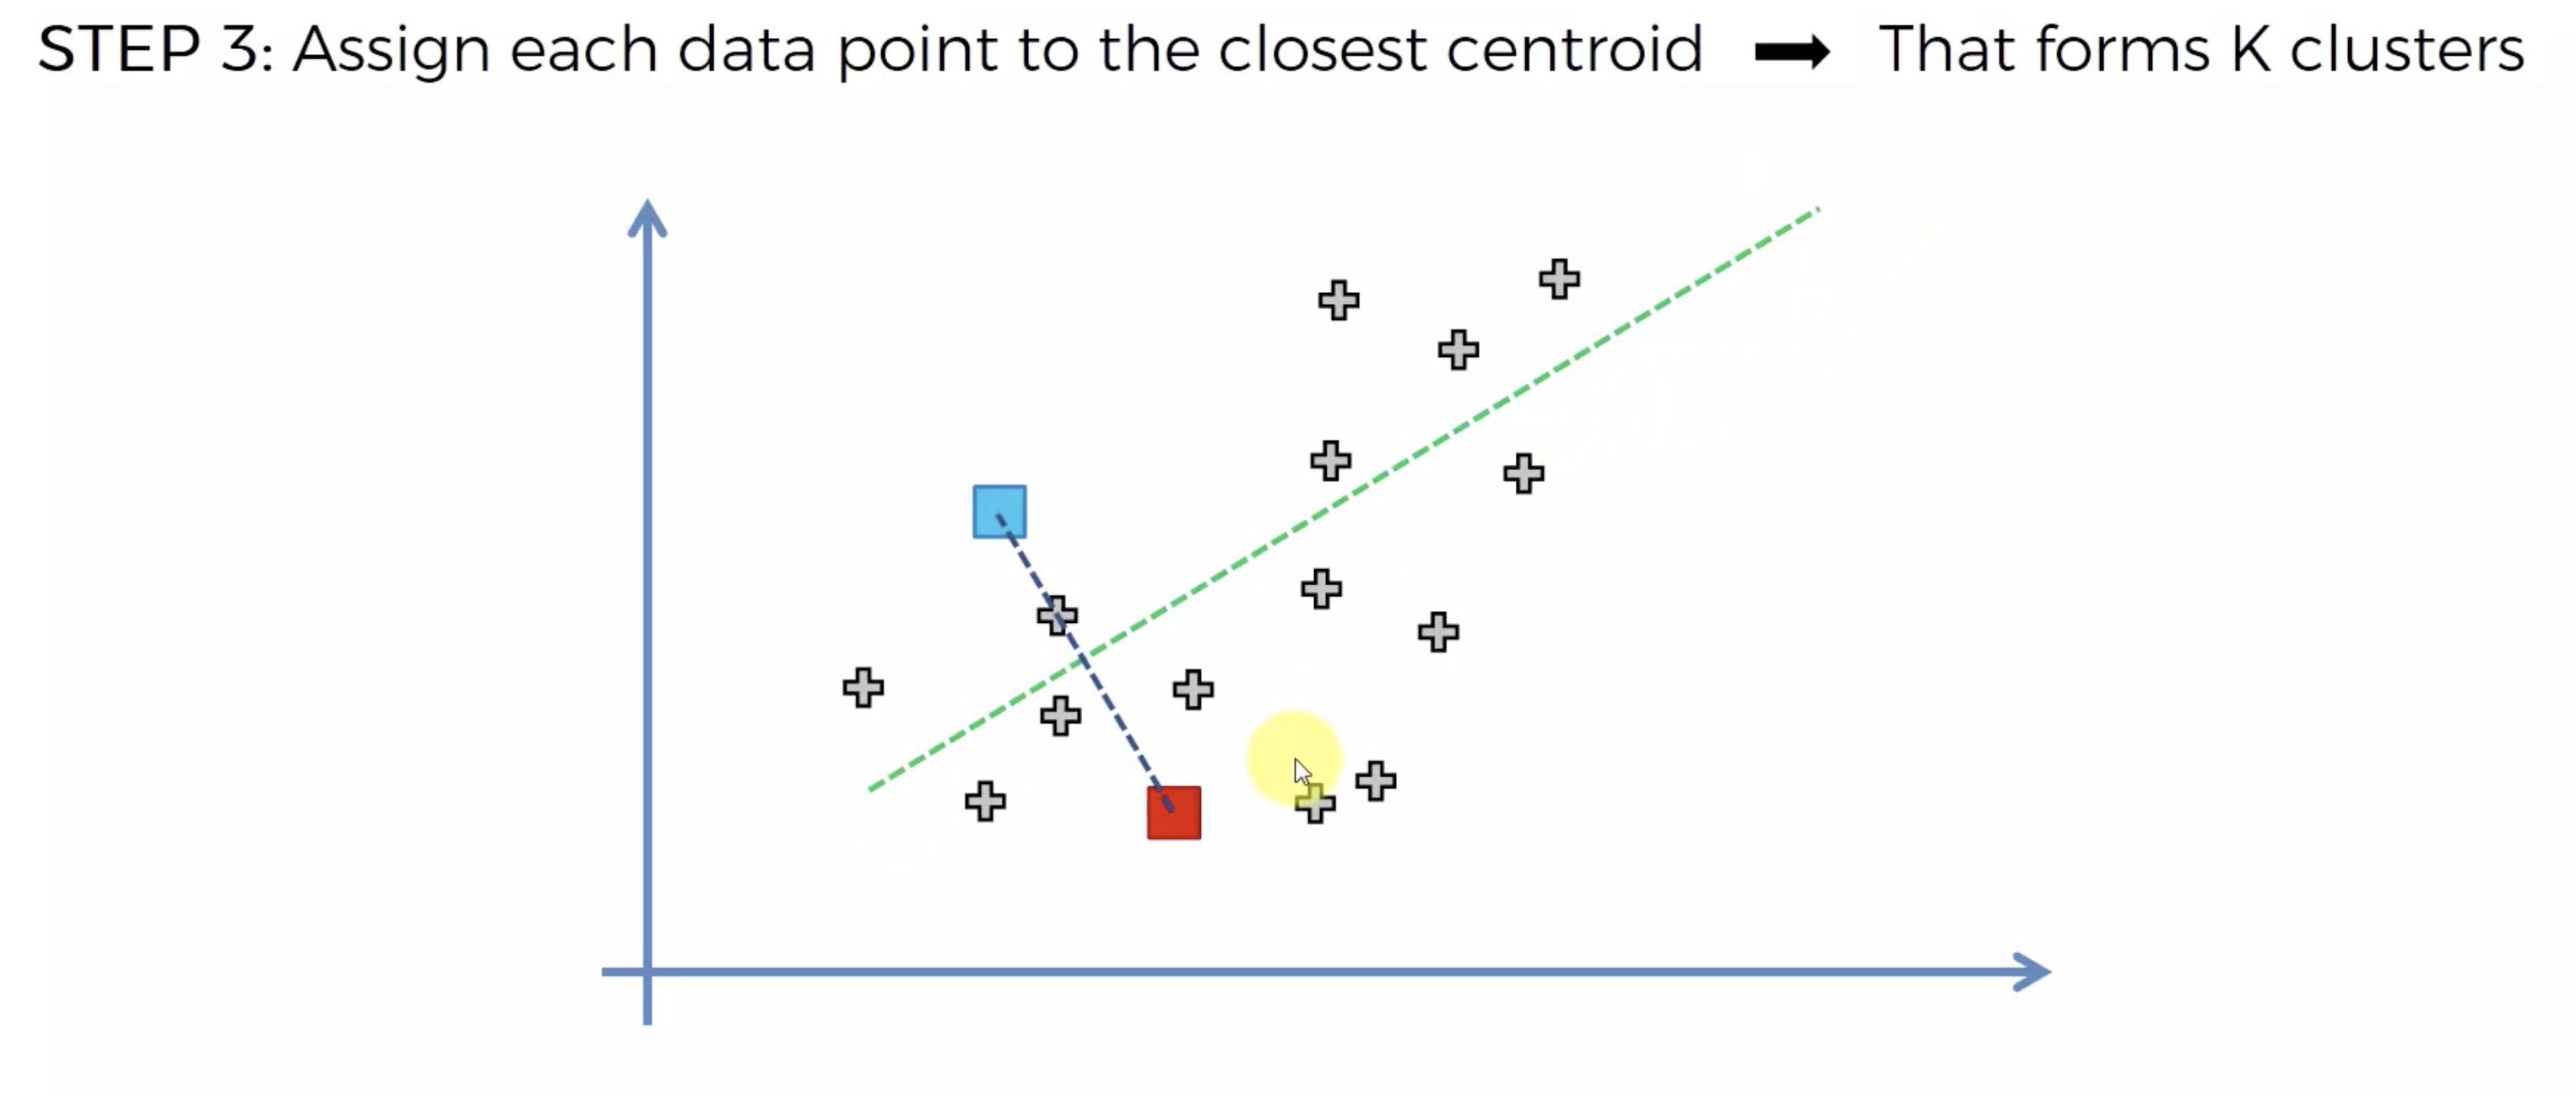 STEP 3: Assign each data point to the closest centroid ➡ That forms K clusters